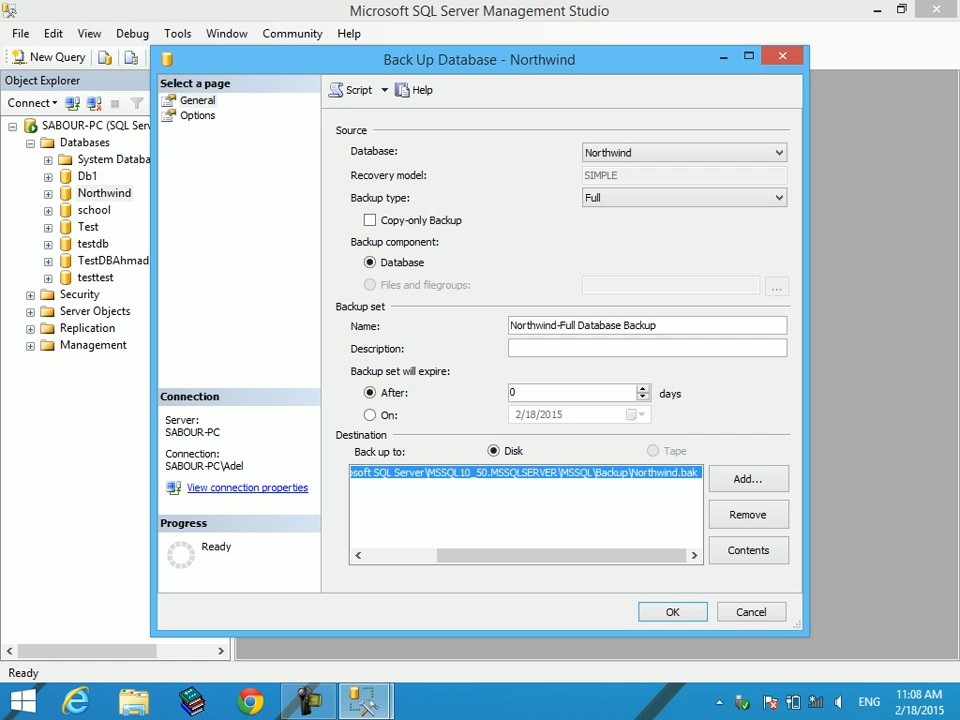 Microsoft SQL Server Management Studio
File Edit View Debug Tools Window Community Help
New Query
Object Explorer
Connect
SABOUR-PC (SQL Serv
Databases
System Databa
Db1
Northwind
school
Test
testdb
TestDBAhmad
testtest
Security
Server Objects
Replication
Management
Back Up Database - Northwind
Select a page
General
Options
Script Help
Source
Database: Northwind
Recovery model: SIMPLE
Backup type: Full
Copy-only Backup
Backup component:
Database
Files and filegroups: ...
Backup set
Name: Northwind-Full Database Backup
Description:
Backup set will expire:
After: 0 days
On: 2/18/2015
Destination
Back up to: Disk Tape
osoft SQL Server\MSSQL10_50.MSSQLSERVER\MSSQL\Backup\Northwind.bak
Add...
Remove
Contents
Connection
Server:
SABOUR-PC
Connection:
SABOUR-PC\Adel
View connection properties
Progress
Ready
OK Cancel
Ready
ENG
11:08 AM
2/18/2015